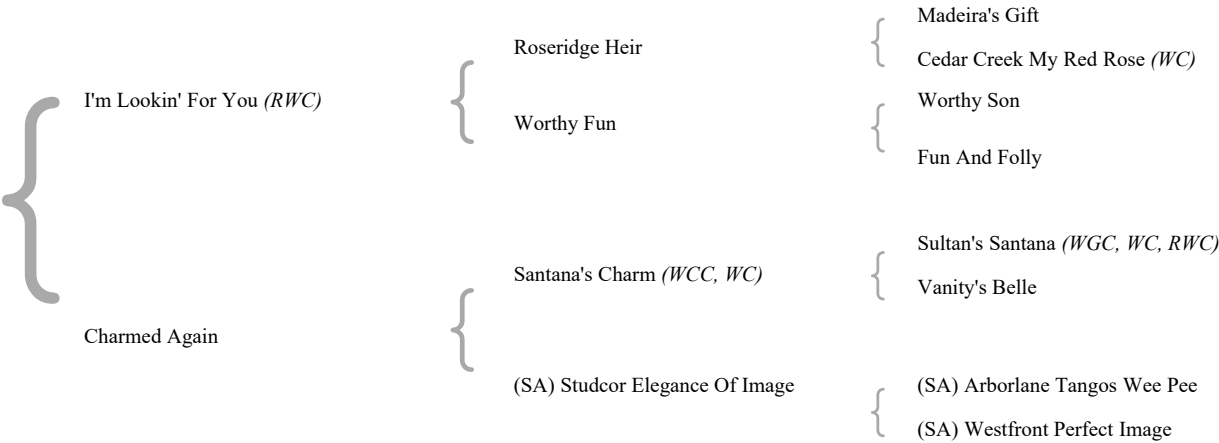 Madeira's Gift
Roseridge Heir
Cedar Creek My Red Rose (WC)
I'm Lookin' For You (RWC)
Worthy Son
Worthy Fun
Fun And Folly
Sultan's Santana (WGC, WC, RWC)
Santana's Charm (WCC, WC)
Vanity's Belle
Charmed Again
(SA) Studcor Elegance Of Image
(SA) Arborlane Tangos Wee Pee
(SA) Westfront Perfect Image